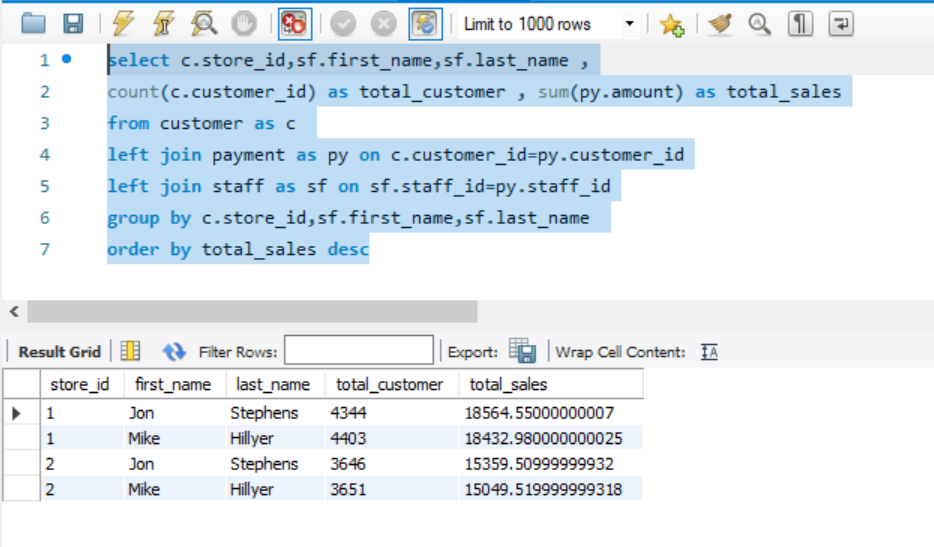 Limit to 1000 rows
1 select c.store_id,sf.first_name,sf.last_name ,
2 count(c.customer_id) as total_customer , sum(py.amount) as total_sales
3 from customer as c
4 left join payment as py on c.customer_id=py.customer_id
5 left join staff as sf on sf.staff_id=py.staff_id
6 group by c.store_id,sf.first_name,sf.last_name
7 order by total_sales desc
Result Grid Filter Rows: Export: Wrap Cell Content: IA
store_id first_name last_name total_customer total_sales
1 Jon Stephens 4344 18564.55000000007
1 Mike Hillyer 4403 18432.980000000025
2 Jon Stephens 3646 15359.50999999932
2 Mike Hillyer 3651 15049.519999999318